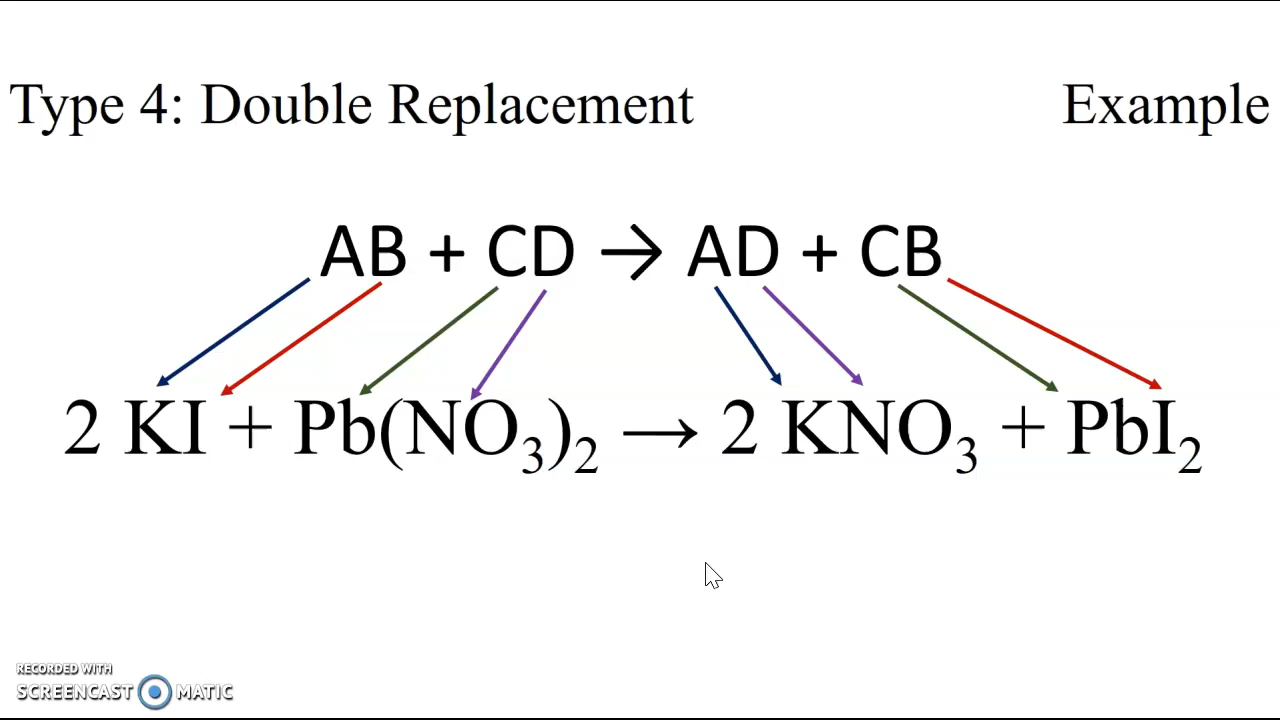 Type 4: Double Replacement Example
AB + CD → AD + CB
2 KI + Pb(NO₃)₂ → 2 KNO₃ + PbI₂
RECORDED WITH
SCREENCAST MATIC